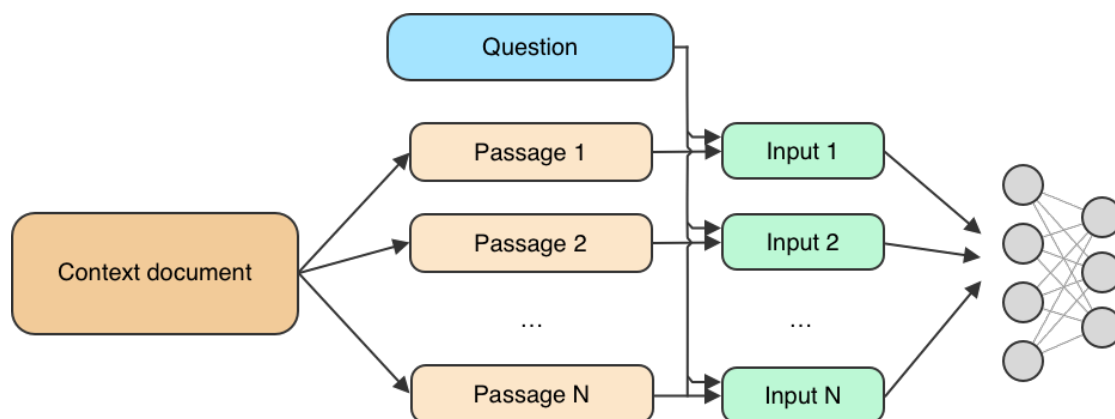 Question
Passage 1
Input 1
Passage 2
Input 2
Context document
...
...
Passage N
Input N